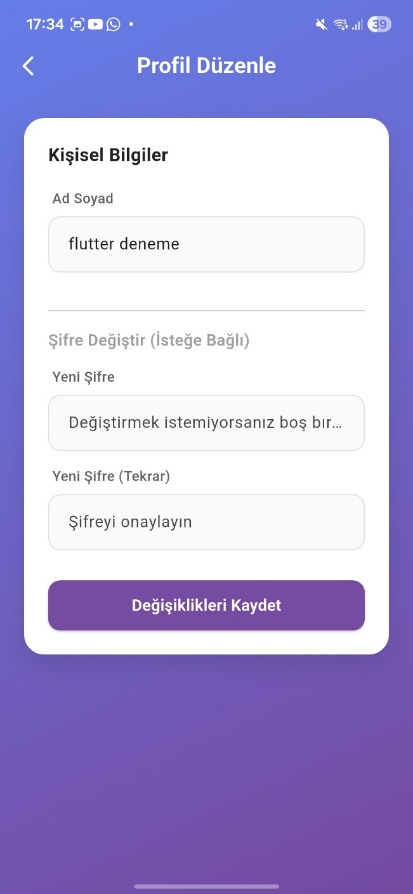 17:34
39
Profil Düzenle
Kişisel Bilgiler
Ad Soyad
flutter deneme
Şifre Değiştir (İsteğe Bağlı)
Yeni Şifre
Değiştirmek istemiyorsanız boş bır...
Yeni Şifre (Tekrar)
Şifreyi onaylayın
Değişiklikleri Kaydet